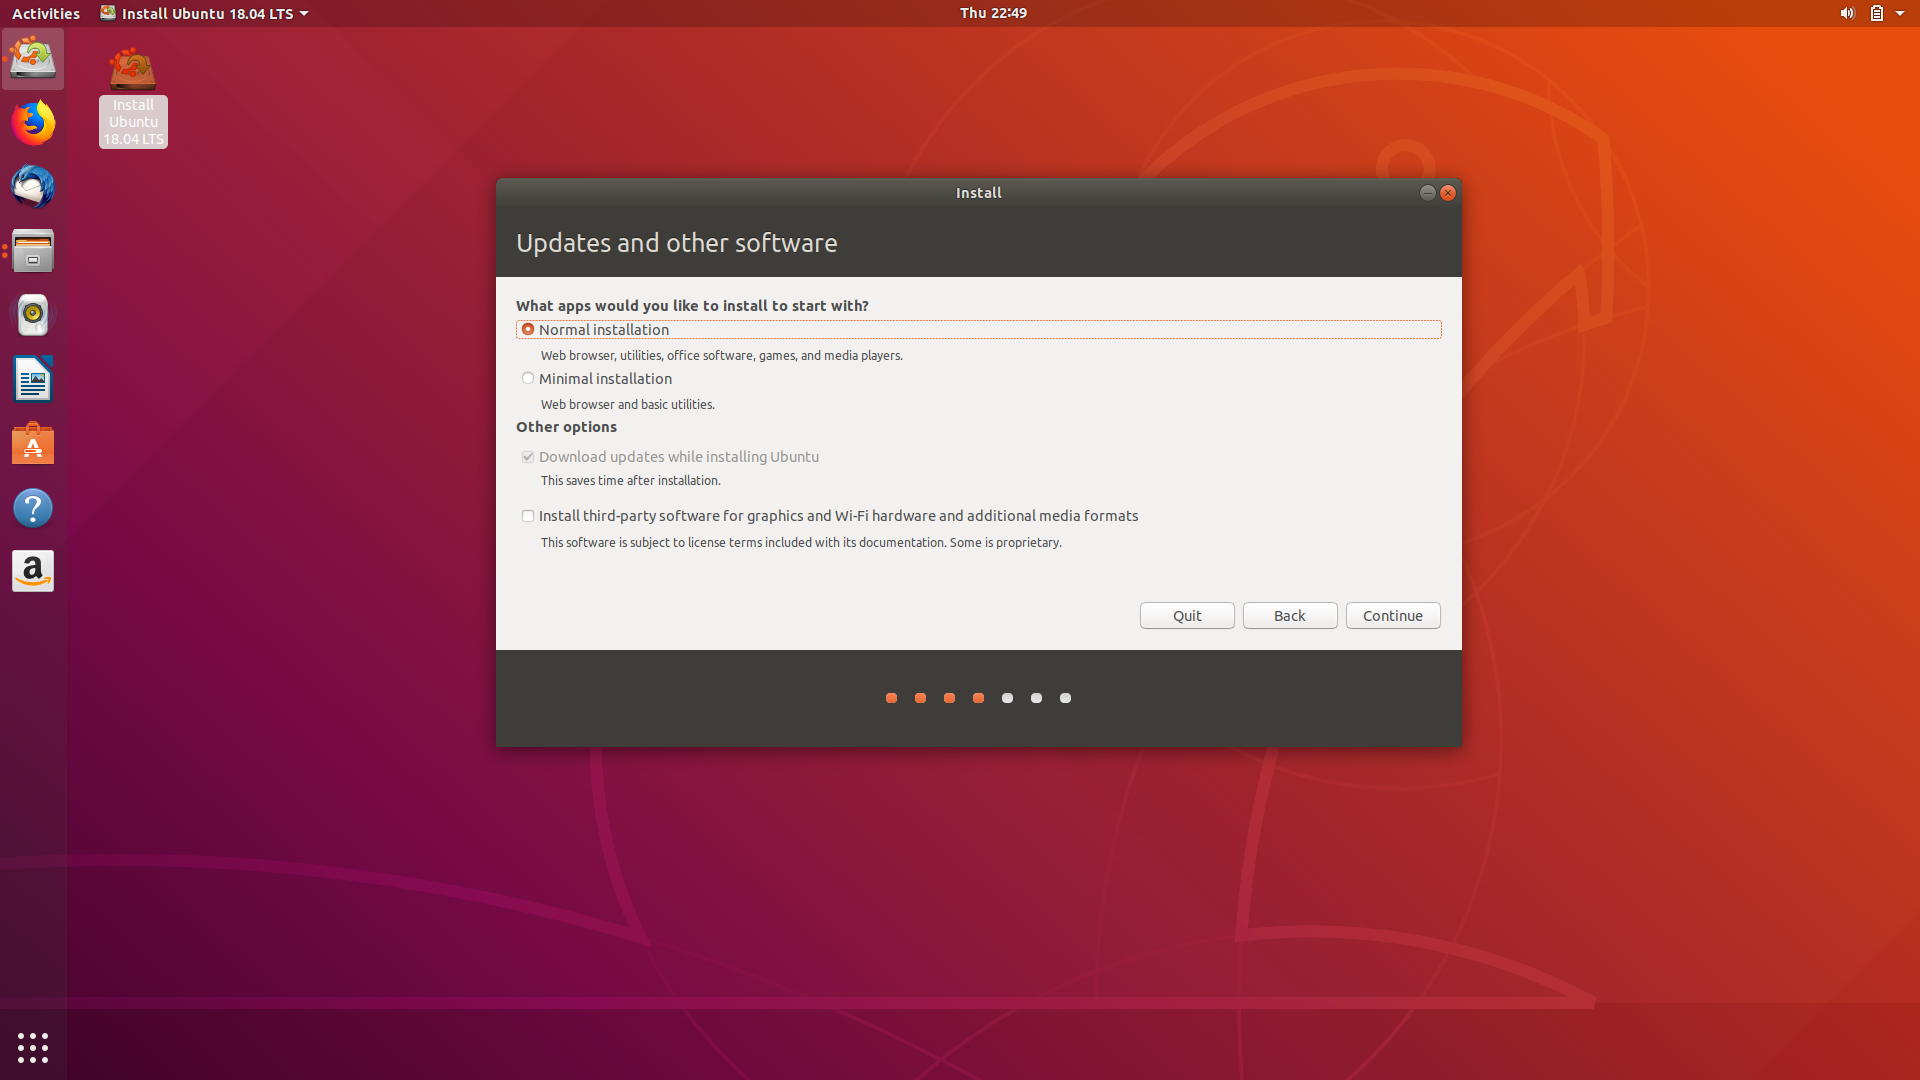 Activities
Install Ubuntu 18.04 LTS
Thu 22:49
Install
Ubuntu
18.04 LTS
Install
Updates and other software
What apps would you like to install to start with?
Normal installation
Web browser, utilities, office software, games, and media players.
Minimal installation
Web browser and basic utilities.
Other options
Download updates while installing Ubuntu
This saves time after installation.
Install third-party software for graphics and Wi-Fi hardware and additional media formats
This software is subject to license terms included with its documentation. Some is proprietary.
Quit
Back
Continue